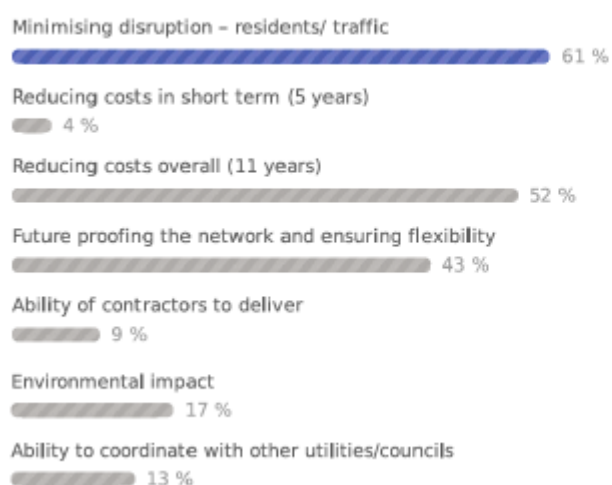 Minimising disruption – residents/ traffic
61 %
Reducing costs in short term (5 years)
4 %
Reducing costs overall (11 years)
52 %
Future proofing the network and ensuring flexibility
43 %
Ability of contractors to deliver
9 %
Environmental impact
17 %
Ability to coordinate with other utilities/councils
13 %